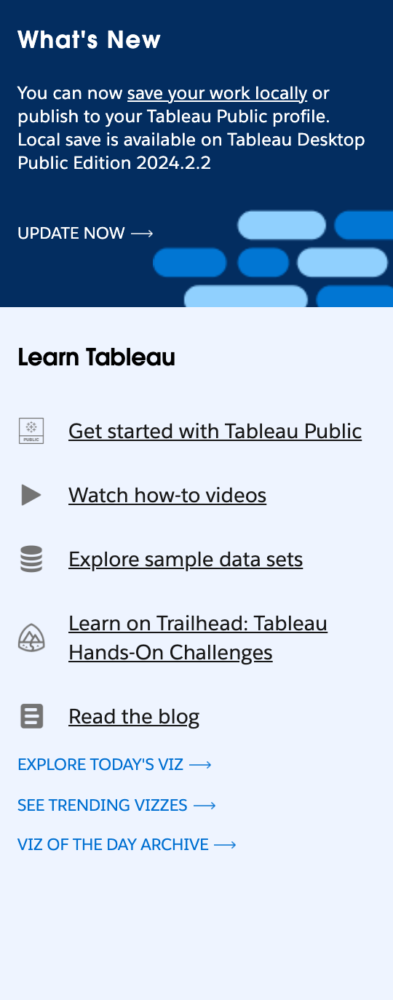 What's New
You can now save your work locally or
publish to your Tableau Public profile.
Local save is available on Tableau Desktop
Public Edition 2024.2.2
UPDATE NOW
Learn Tableau
PUBLIC
Get started with Tableau Public
Watch how-to videos
Explore sample data sets
Learn on Trailhead: Tableau
Hands-On Challenges
Read the blog
EXPLORE TODAY'S VIZ
SEE TRENDING VIZZES
VIZ OF THE DAY ARCHIVE